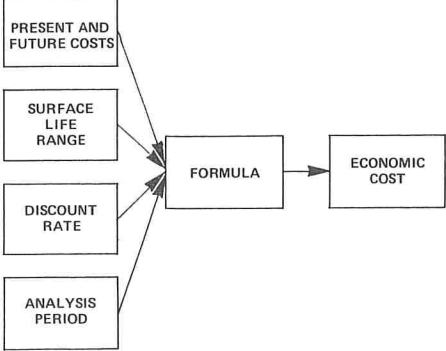 PRESENT AND
FUTURE COSTS
SURFACE
LIFE
RANGE
DISCOUNT
RATE
ANALYSIS
PERIOD
FORMULA
ECONOMIC
COST